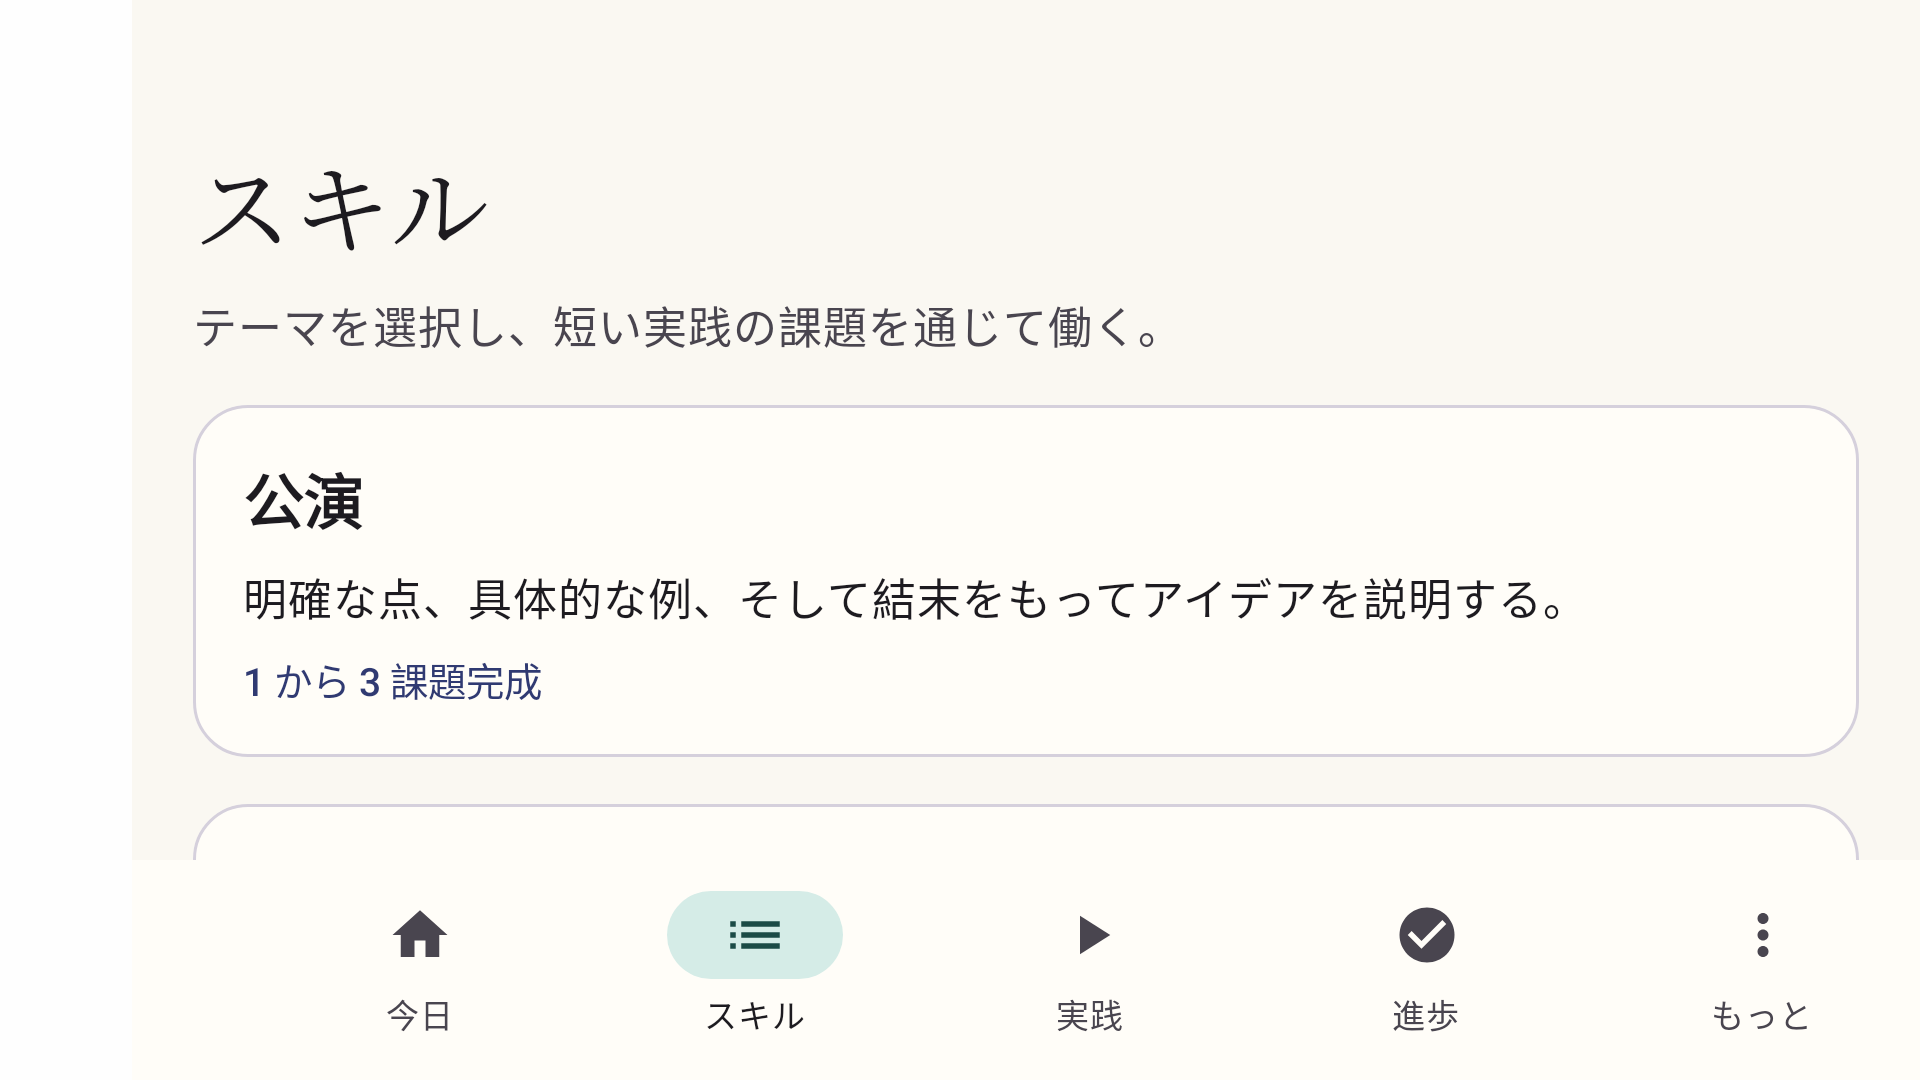 スキル
テーマを選択し、短い実践の課題を通じて働く。
公演
明確な点、具体的な例、そして結末をもってアイデアを説明する。
1 から 3 課題完成
今日
スキル
実践
進歩
もっと